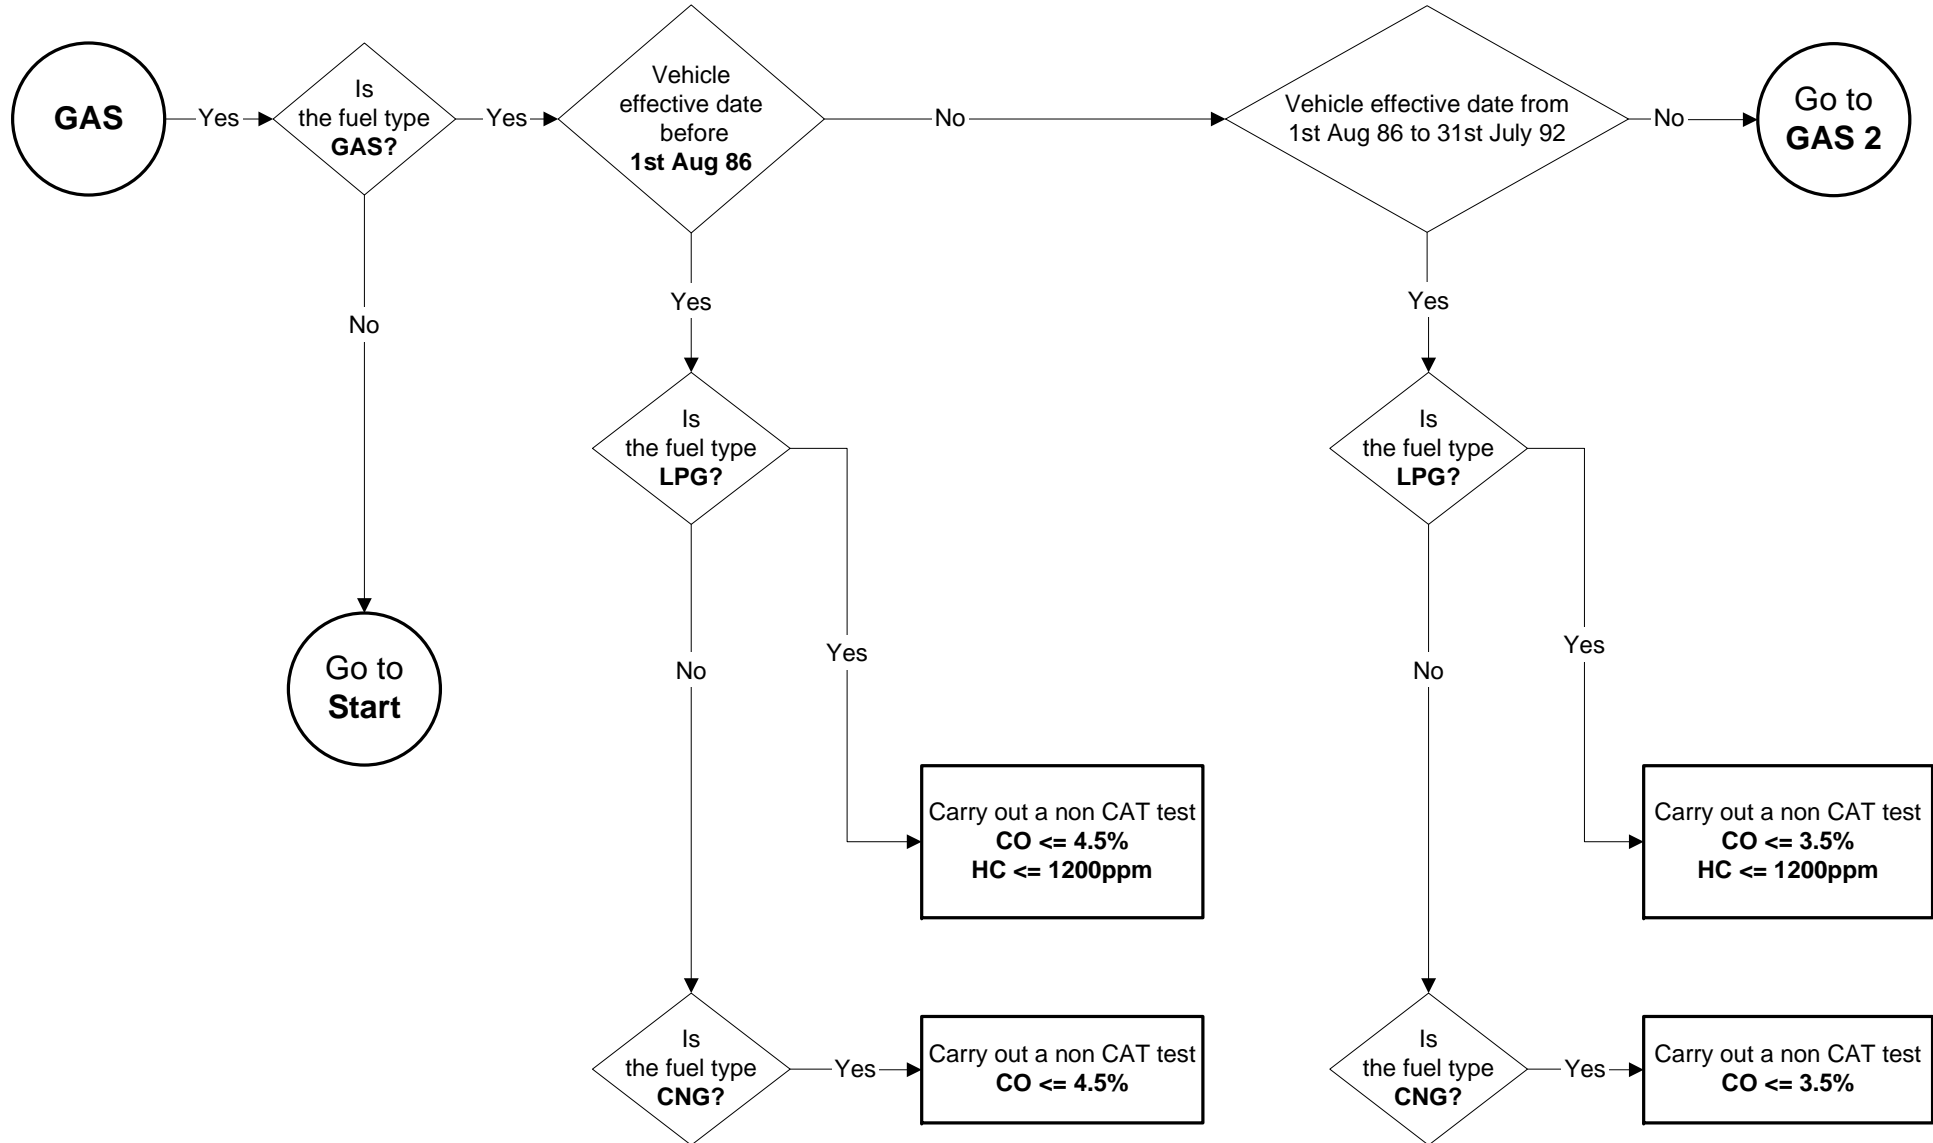 GAS
Yes
Is
the fuel type
GAS?
Yes
Vehicle
effective date
before
1st Aug 86
No
Vehicle effective date from
1st Aug 86 to 31st July 92
No
Go to
GAS 2
No
Yes
Yes
Go to
Start
Is
the fuel type
LPG?
Is
the fuel type
LPG?
No
Yes
No
Yes
Carry out a non CAT test
CO <= 4.5%
HC <= 1200ppm
Carry out a non CAT test
CO <= 3.5%
HC <= 1200ppm
Is
the fuel type
CNG?
Yes
Carry out a non CAT test
CO <= 4.5%
Is
the fuel type
CNG?
Yes
Carry out a non CAT test
CO <= 3.5%